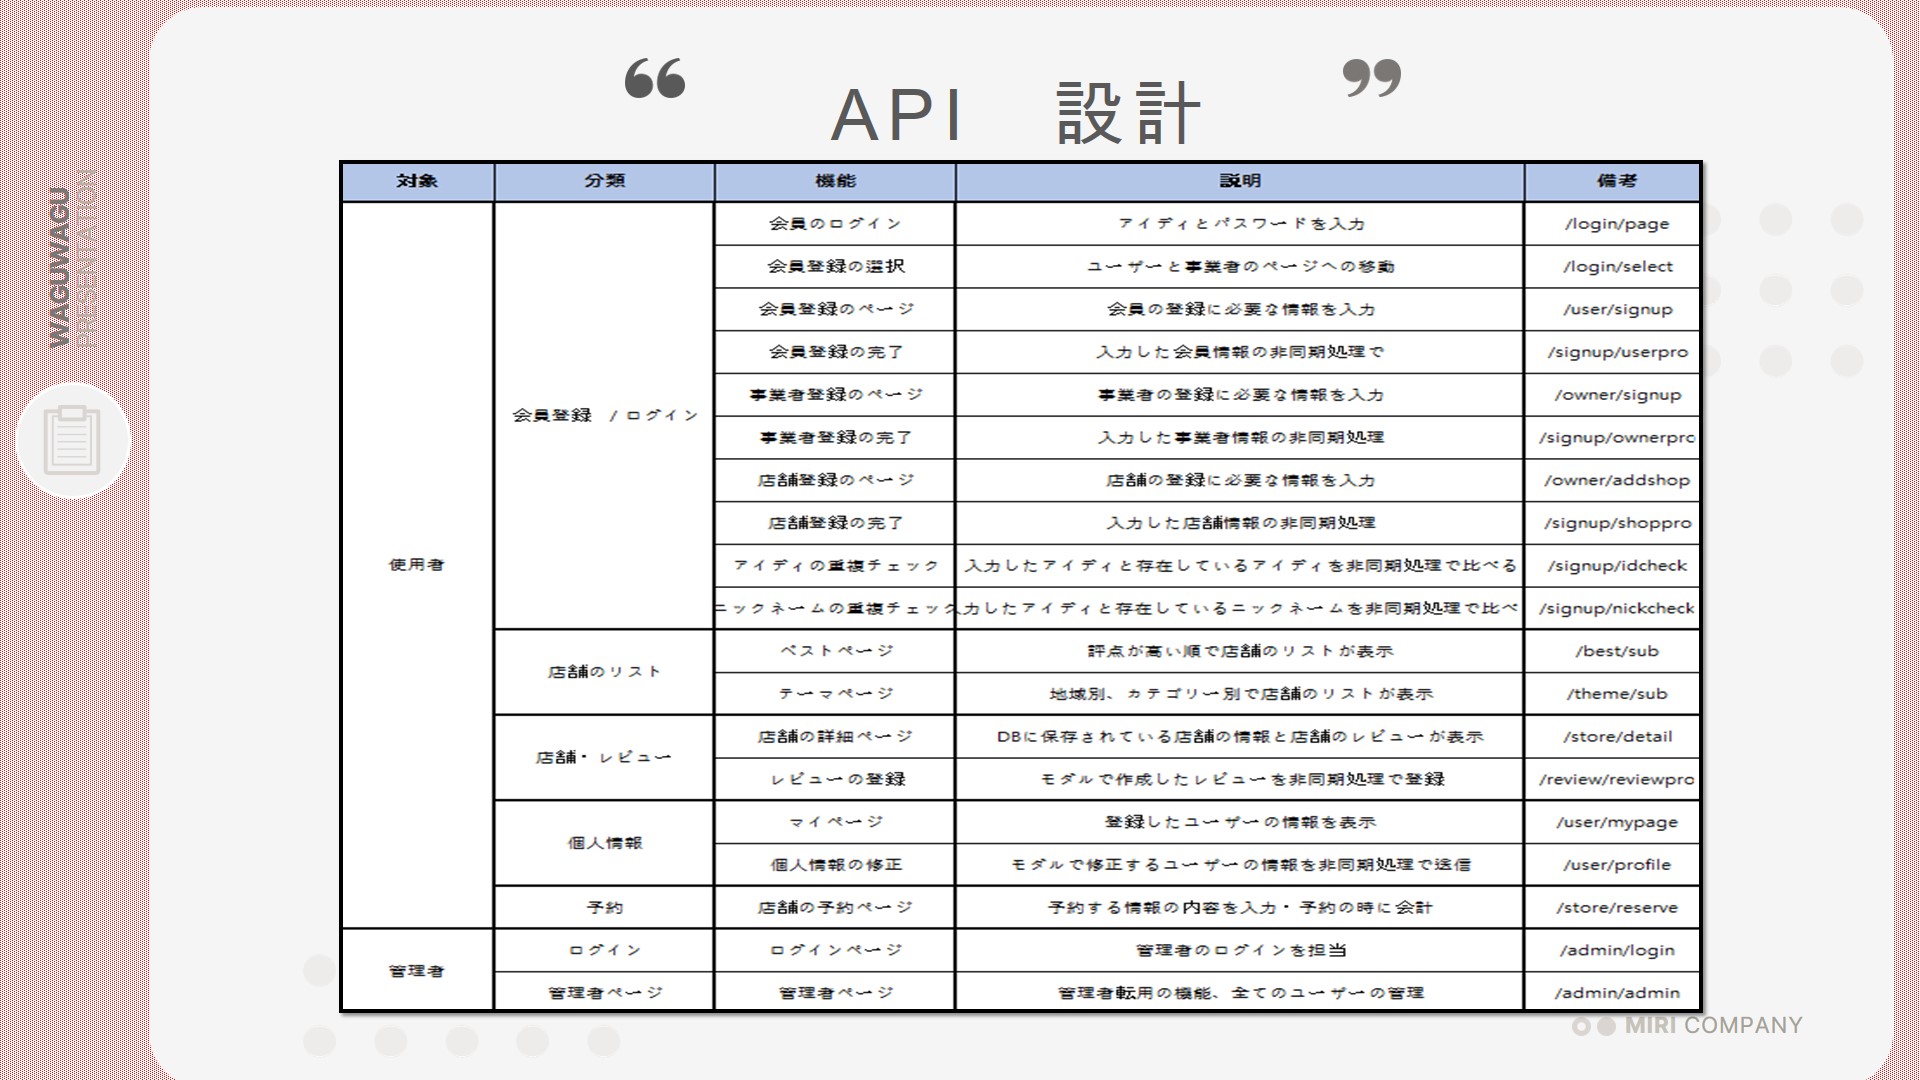 “ API 設計 ”
WAGUWAGU
PRESENTATION
対象 分類 機能 説明 備考
使用者 会員登録 / ログイン 会員のログイン アイディとパスワードを入力 /login/page
会員登録の選択 ユーザーと事業者のページへの移動 /login/select
会員登録のページ 会員の登録に必要な情報を入力 /user/signup
会員登録の完了 入力した会員情報の非同期処理で /signup/userpro
事業者登録のページ 事業者の登録に必要な情報を入力 /owner/signup
事業者登録の完了 入力した事業者情報の非同期処理 /signup/ownerpro
店舗登録のページ 店舗の登録に必要な情報を入力 /owner/addshop
店舗登録の完了 入力した店舗情報の非同期処理 /signup/shoppro
アイディの重複チェック 入力したアイディと存在しているアイディを非同期処理で比べる /signup/idcheck
ニックネームの重複チェック 入力したアイディと存在しているニックネームを非同期処理で比べ /signup/nickcheck
店舗のリスト ベストページ 評点が高い順で店舗のリストが表示 /best/sub
テーマページ 地域別、カテゴリー別で店舗のリストが表示 /theme/sub
店舗・レビュー 店舗の詳細ページ DBに保存されている店舗の情報と店舗のレビューが表示 /store/detail
レビューの登録 モダルで作成したレビューを非同期処理で登録 /review/reviewpro
個人情報 マイページ 登録したユーザーの情報を表示 /user/mypage
個人情報の修正 モダルで修正するユーザーの情報を非同期処理で送信 /user/profile
予約 店舗の予約ページ 予約する情報の内容を入力・予約の時に会計 /store/reserve
管理者 ログイン ログインページ 管理者のログインを担当 /admin/login
管理者ページ 管理者ページ 管理者転用の機能、全てのユーザーの管理 /admin/admin
MIRI COMPANY